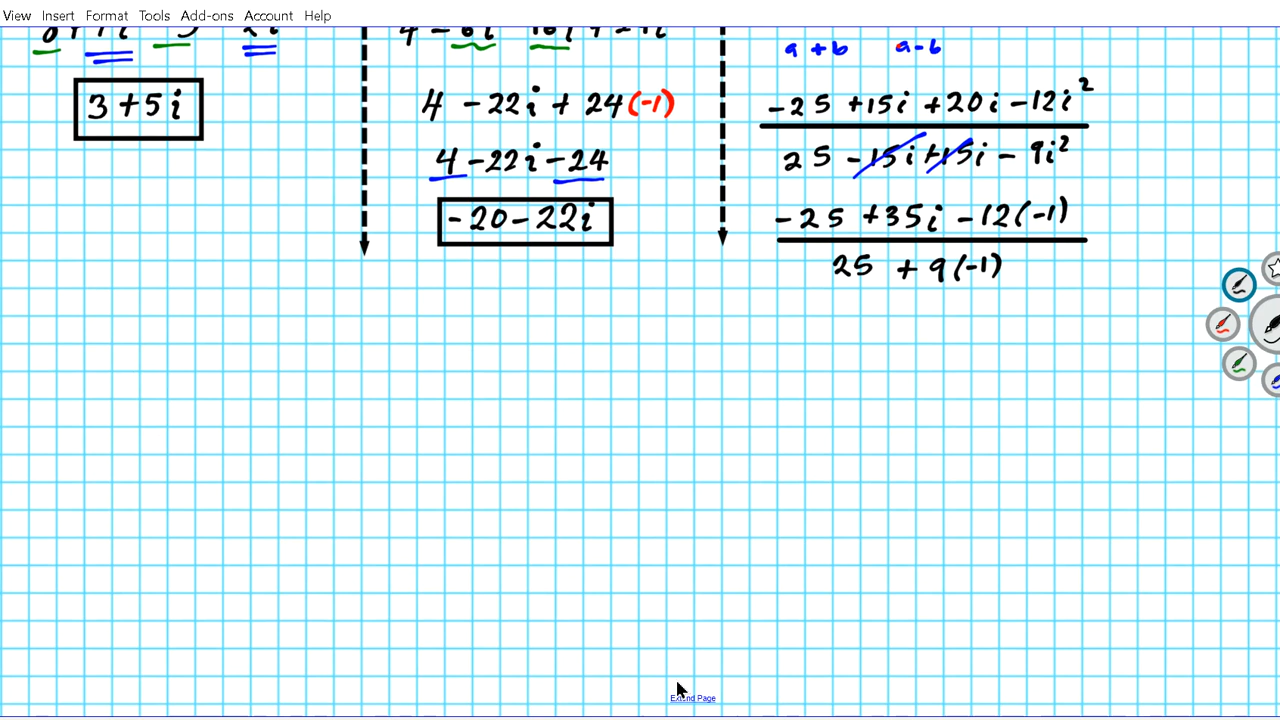 View Insert Format Tools Add-ons Account Help
3 + 5i
4 - 22i + 24(-1)
4 - 22i - 24
-20 - 22i
a + b a - b
-25 + 15i + 20i - 12i²
25 - 15i + 15i - 9i²
-25 + 35i - 12(-1)
25 + 9(-1)
Extend Page